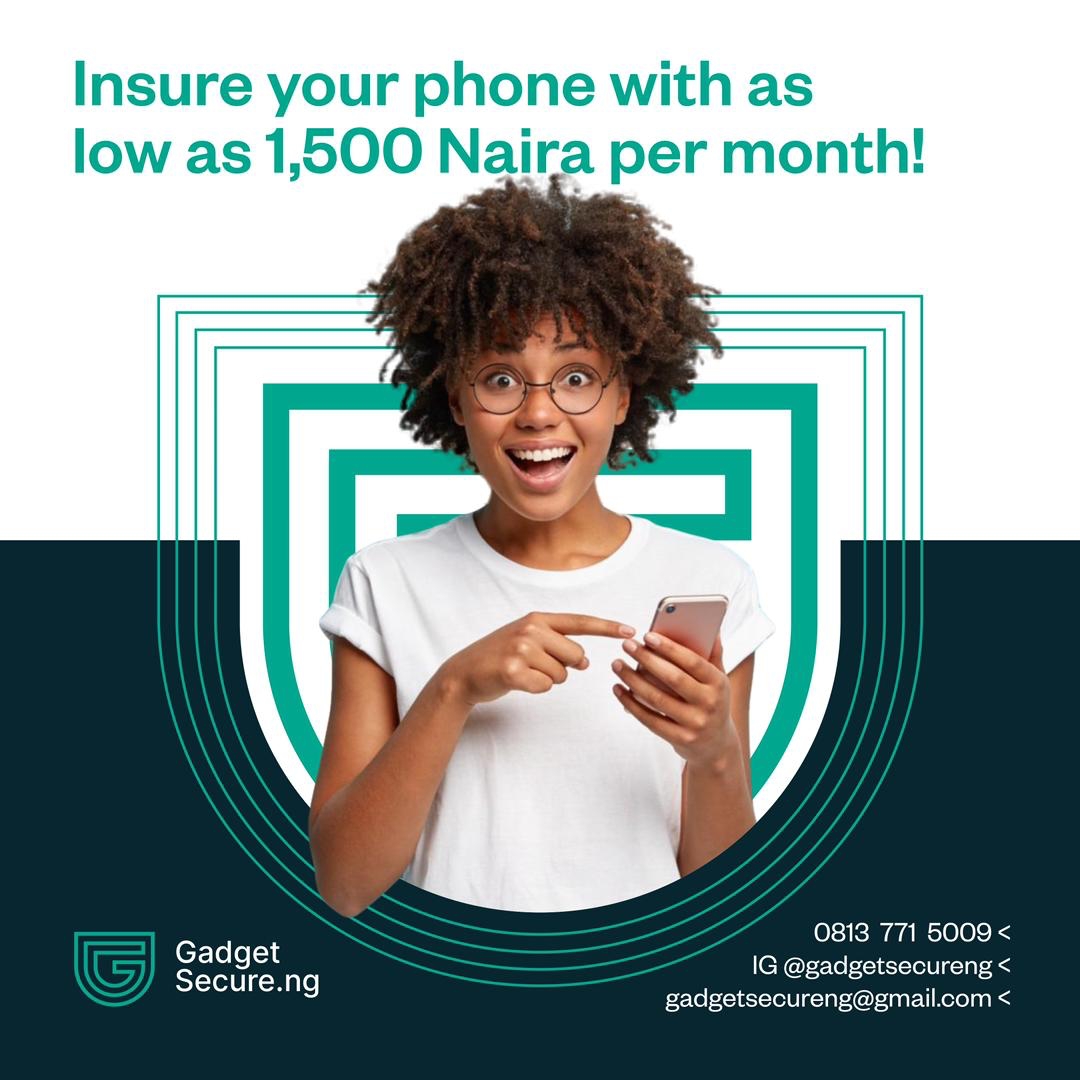 Insure your phone with as
low as 1,500 Naira per month!
Gadget
Secure.ng
0813 771 5009 <
IG @gadgetsecureng <
gadgetsecureng@gmail.com <